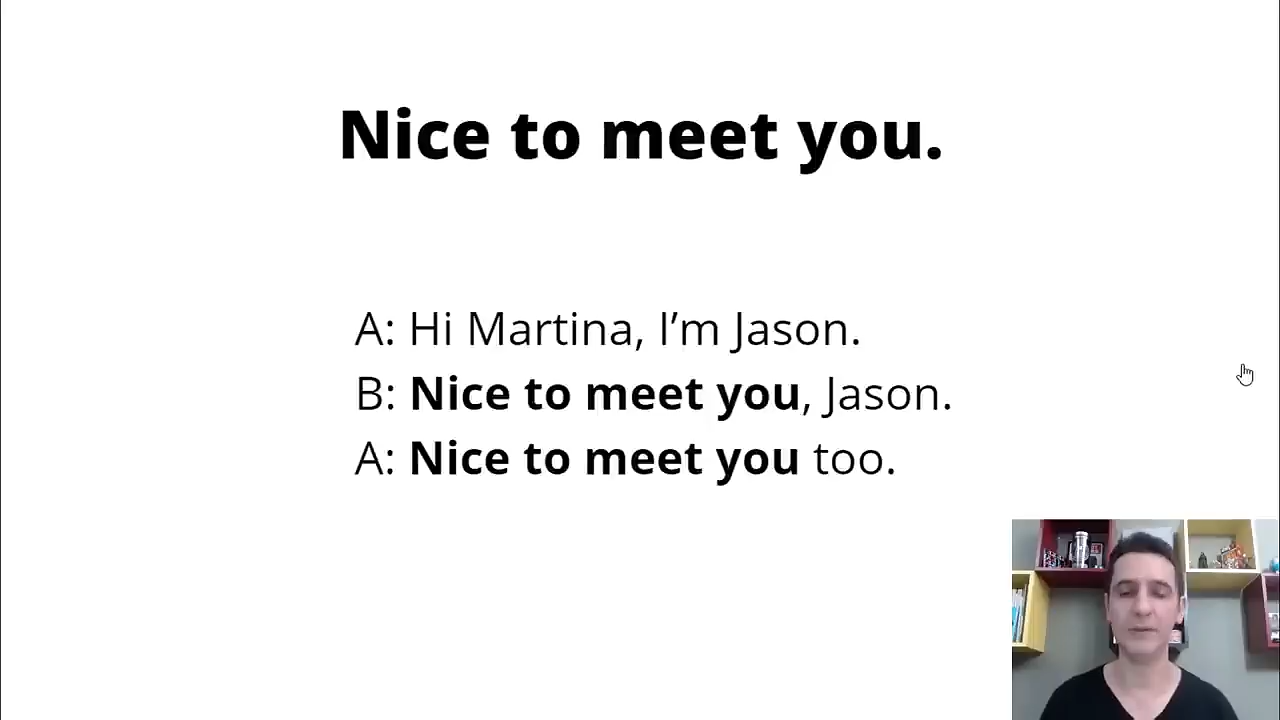 Nice to meet you.
A: Hi Martina, I’m Jason.
B: Nice to meet you, Jason.
A: Nice to meet you too.